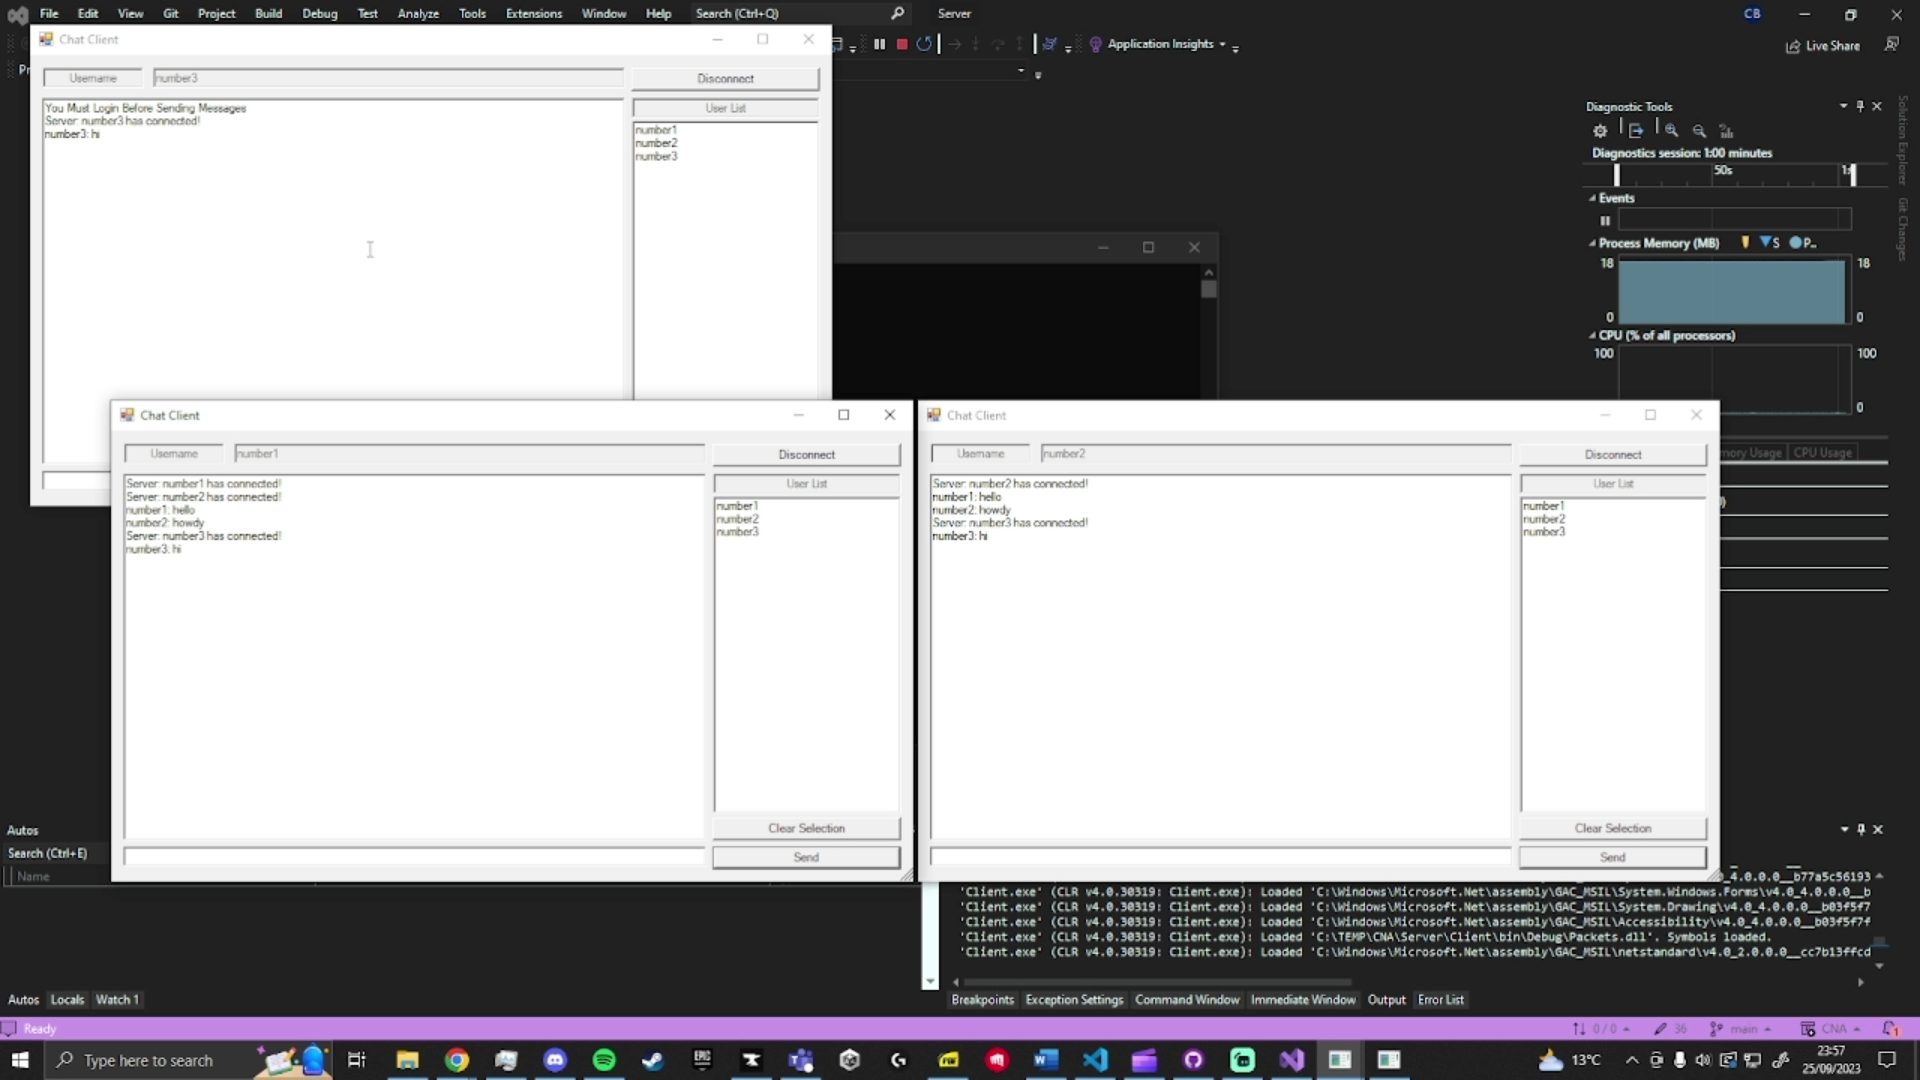 File Edit View Git Project Build Debug Test Analyze Tools Extensions Window Help Search (Ctrl+Q) Server CB
Live Share
Application Insights
Chat Client
Username number3 Disconnect
You Must Login Before Sending Messages
Server: number3 has connected!
number3: hi
User List
number1
number2
number3
Diagnostic Tools
Diagnostics session: 1:00 minutes
50s
Events
Process Memory (MB) S P...
18 18
0 0
CPU (% of all processors)
100 100
0
Memory Usage CPU Usage
Solution Explorer
Git Changes
Chat Client
Username number1 Disconnect
Server: number1 has connected!
Server: number2 has connected!
number1: hello
number2: howdy
Server: number3 has connected!
number3: hi
User List
number1
number2
number3
Clear Selection
Send
Chat Client
Username number2 Disconnect
Server: number2 has connected!
number1: hello
number2: howdy
Server: number3 has connected!
number3: hi
User List
number1
number2
number3
Clear Selection
Send
Autos
Search (Ctrl+E)
Name
_4.0.0.0__b77a5c56193
'Client.exe' (CLR v4.0.30319: Client.exe): Loaded 'C:\Windows\Microsoft.Net\assembly\GAC_MSIL\System.Windows.Forms\v4.0_4.0.0.0__b
'Client.exe' (CLR v4.0.30319: Client.exe): Loaded 'C:\Windows\Microsoft.Net\assembly\GAC_MSIL\System.Drawing\v4.0_4.0.0.0__b03f5f7
'Client.exe' (CLR v4.0.30319: Client.exe): Loaded 'C:\Windows\Microsoft.Net\assembly\GAC_MSIL\Accessibility\v4.0_4.0.0.0__b03f5f7f
'Client.exe' (CLR v4.0.30319: Client.exe): Loaded 'C:\TEMP\CNA\Server\Client\bin\Debug\Packets.dll'. Symbols loaded.
'Client.exe' (CLR v4.0.30319: Client.exe): Loaded 'C:\Windows\Microsoft.Net\assembly\GAC_MSIL\netstandard\v4.0_2.0.0.0__cc7b13ffcd
Autos Locals Watch 1
Breakpoints Exception Settings Command Window Immediate Window Output Error List
Ready 0 / 0 36 main CNA 1
Type here to search
EPIC
13°C
23:57
25/09/2023